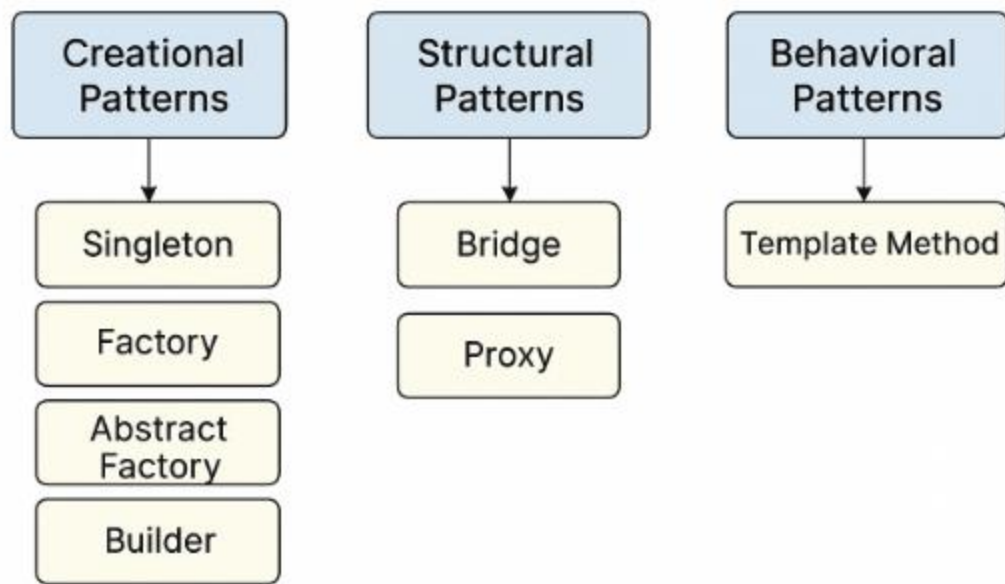 Creational
Patterns
Singleton
Factory
Abstract
Factory
Builder
Structural
Patterns
Bridge
Proxy
Behavioral
Patterns
Template Method